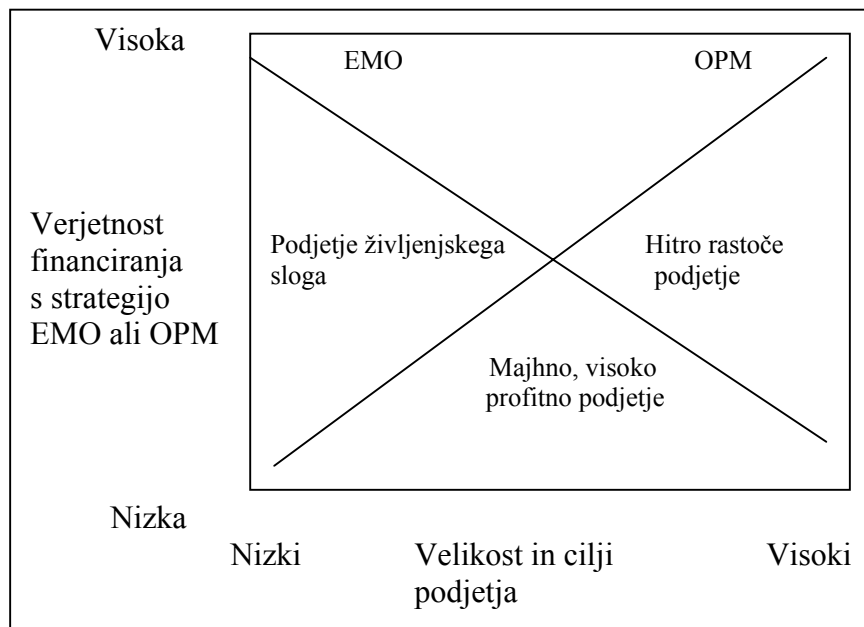 Visoka
EMO
OPM
Verjetnost
financiranja
s strategijo
EMO ali OPM
Podjetje življenjskega
sloga
Hitro rastoče
podjetje
Majhno, visoko
profitno podjetje
Nizka
Nizki
Velikost in cilji
podjetja
Visoki